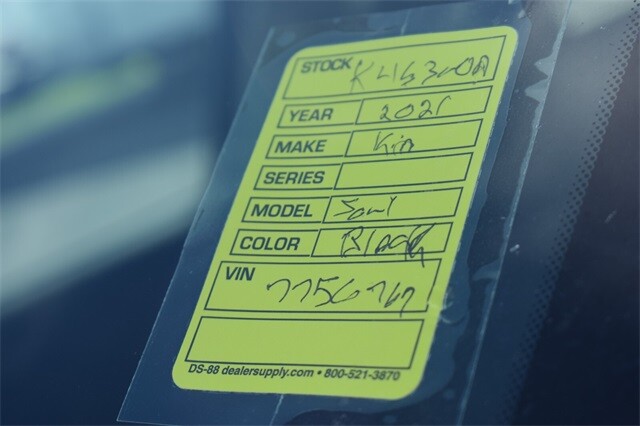 STOCK
YEAR 2021
MAKE Kia
SERIES
MODEL Soul
COLOR Black
VIN 7756767
DS-88 dealersupply.com • 800-521-3870